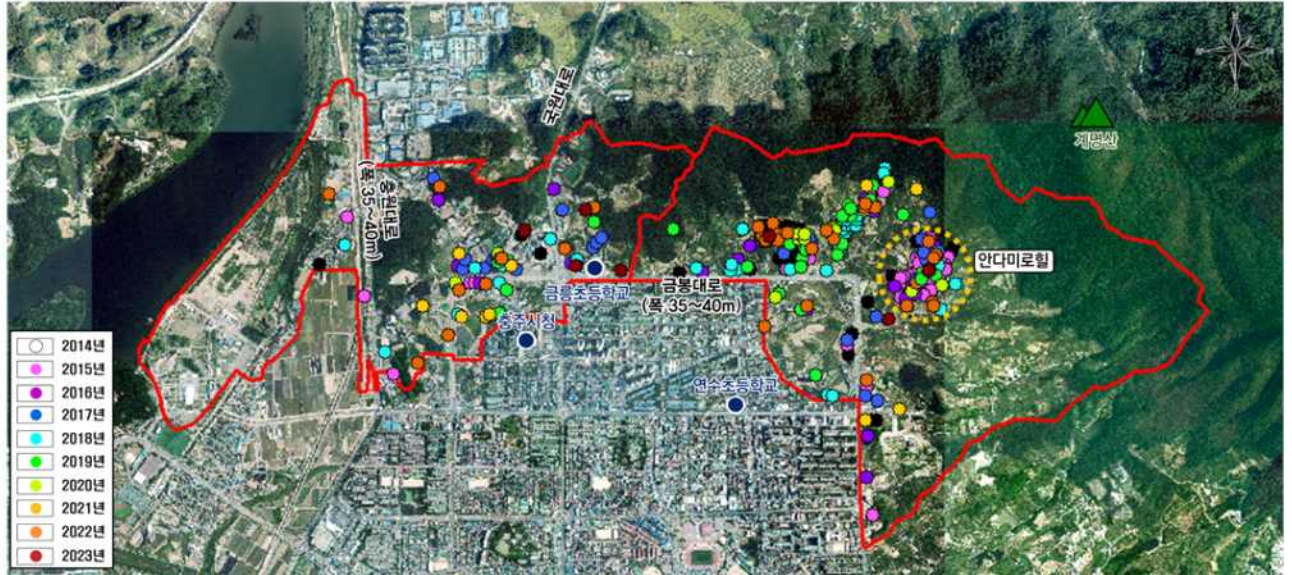 국원대로
계명산
충원대로
(폭 35~40m)
안다미로힐
금봉대로
(폭 35~40m)
금릉초등학교
충주시청
연수초등학교
2014년
2015년
2016년
2017년
2018년
2019년
2020년
2021년
2022년
2023년